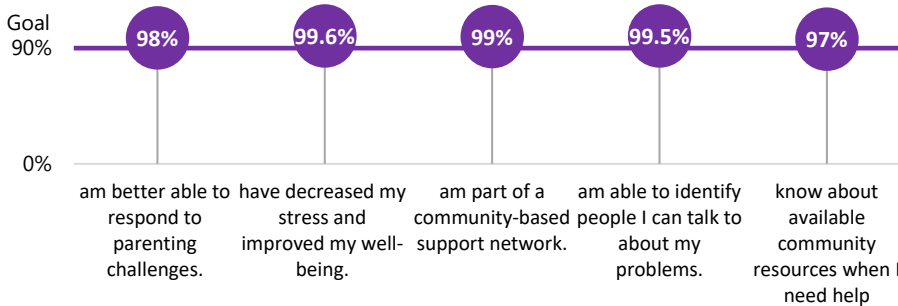 Goal
90%
98%
99.6%
99%
99.5%
97%
0%
am better able to
respond to
parenting
challenges.
have decreased my
stress and
improved my well-
being.
am part of a
community-based
support network.
am able to identify
people I can talk to
about my
problems.
know about
available
community
resources when I
need help